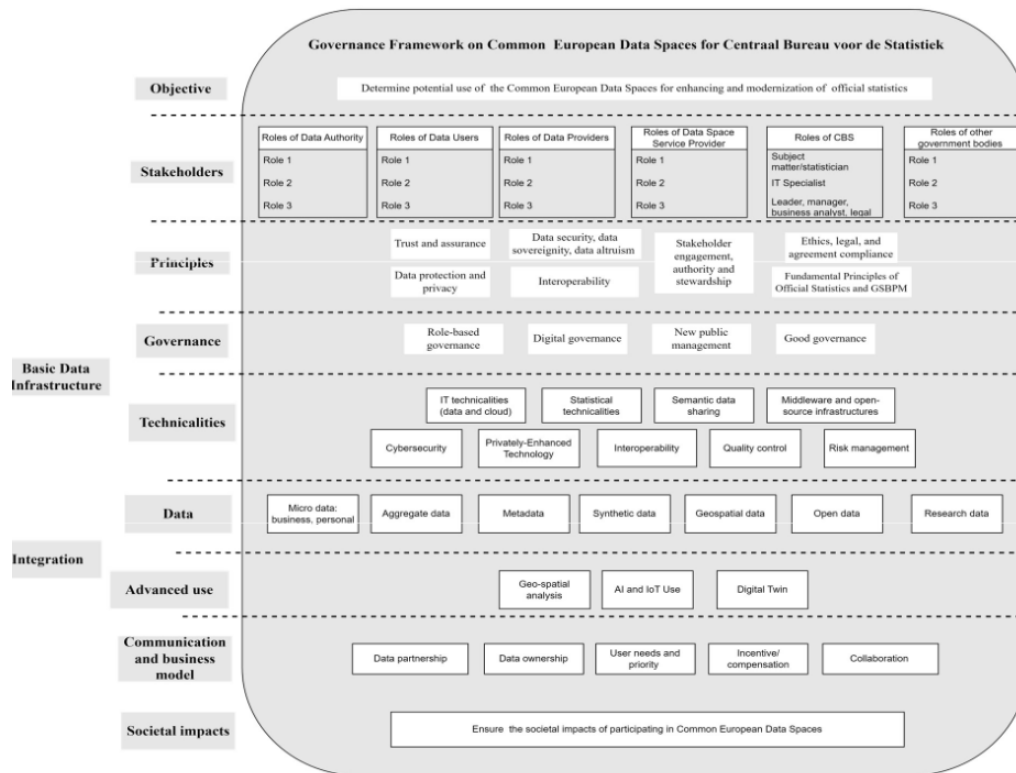 Governance Framework on Common European Data Spaces for Centraal Bureau voor de Statistiek
Objective
Determine potential use of the Common European Data Spaces for enhancing and modernization of official statistics
Stakeholders
Roles of Data Authority
Role 1
Role 2
Role 3
Roles of Data Users
Role 1
Role 2
Role 3
Roles of Data Providers
Role 1
Role 2
Role 3
Roles of Data Space
Service Provider
Role 1
Role 2
Role 3
Roles of CBS
Subject
matter/statistician
IT Specialist
Leader, manager,
business analyst, legal
Roles of other
government bodies
Role 1
Role 2
Role 3
Principles
Trust and assurance
Data security, data
sovereignity, data altruism
Stakeholder
engagement,
authority and
stewardship
Ethics, legal, and
agreement compliance
Data protection and
privacy
Interoperability
Fundamental Principles of
Official Statistics and GSBPM
Governance
Role-based
governance
Digital governance
New public
management
Good governance
Basic Data
Infrastructure
Technicalities
IT technicalities
(data and cloud)
Statistical
technicalities
Semantic data
sharing
Middleware and open-
source infrastructures
Cybersecurity
Privately-Enhanced
Technology
Interoperability
Quality control
Risk management
Data
Micro data:
business, personal
Aggregate data
Metadata
Synthetic data
Geospatial data
Open data
Research data
Integration
Advanced use
Geo-spatial
analysis
AI and IoT Use
Digital Twin
Communication
and business
model
Data partnership
Data ownership
User needs and
priority
Incentive/
compensation
Collaboration
Societal impacts
Ensure the societal impacts of participating in Common European Data Spaces